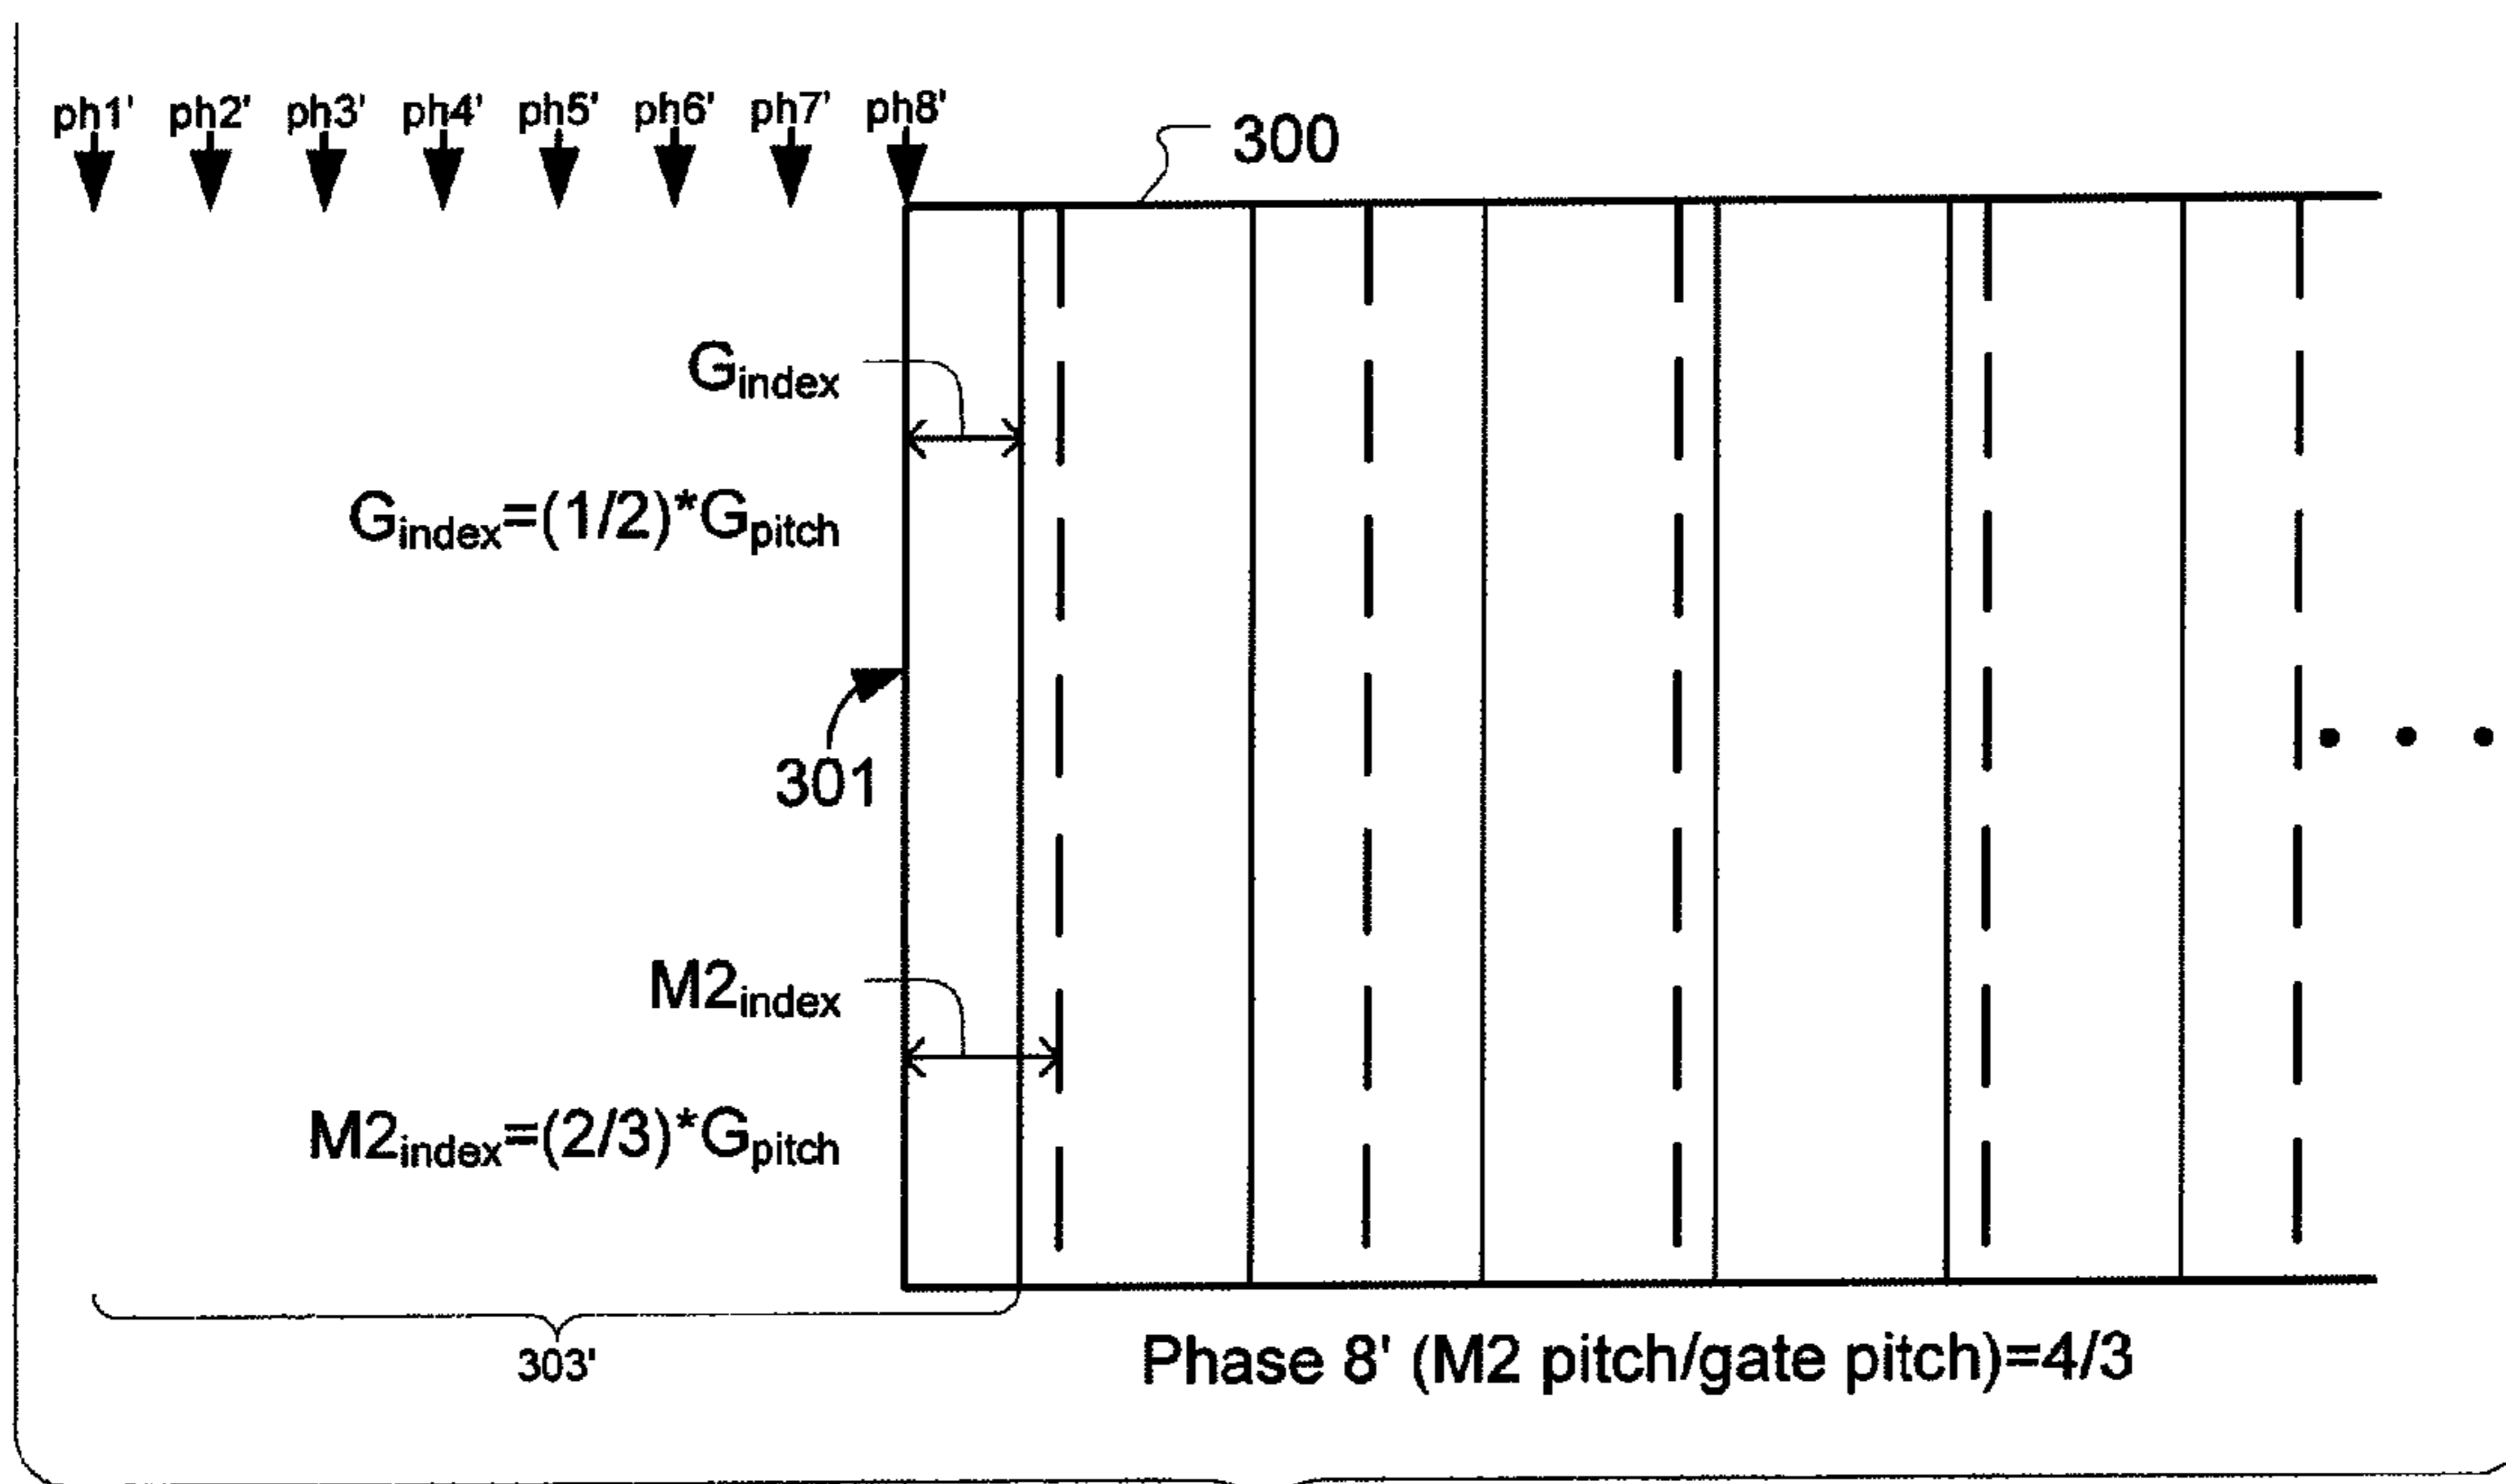 ph1' ph2' ph3' ph4' ph5' ph6' ph7' ph8'
300
Gindex
Gindex=(1/2)*Gpitch
301
M2index
M2index=(2/3)*Gpitch
303'
Phase 8' (M2 pitch/gate pitch)=4/3